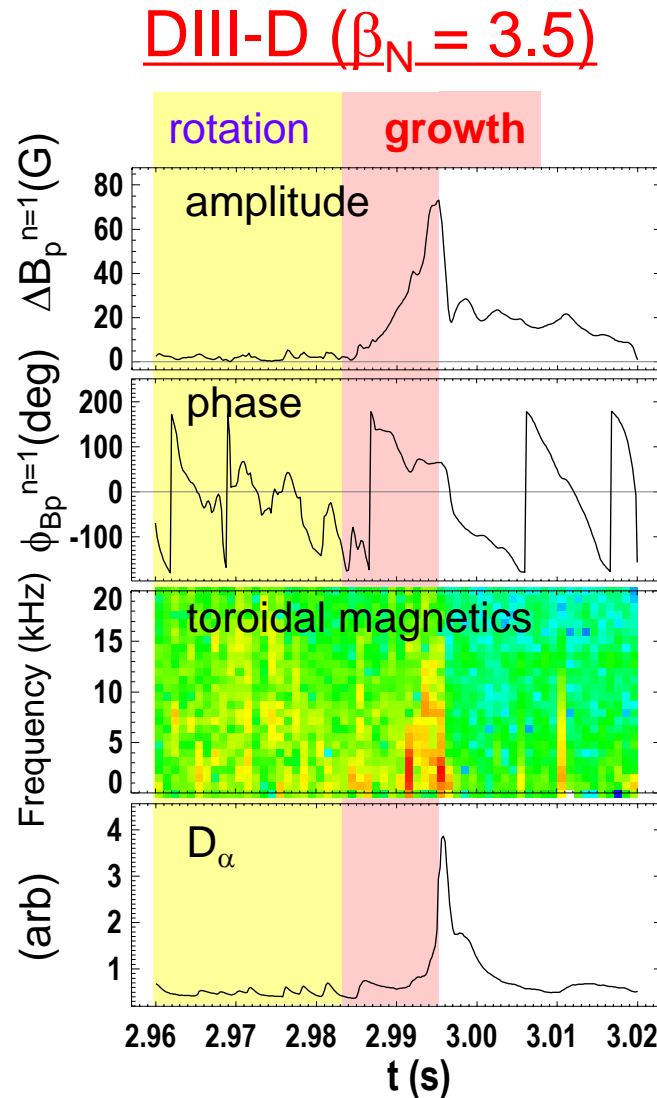 DIII-D (βN = 3.5)
rotation growth
ΔBp n=1(G)
80
60
40
20
0
amplitude
ϕBp n=1(deg)
200
100
0
-100
phase
Frequency (kHz)
20
15
10
5
0
toroidal magnetics
(arb)
4
3
2
1
Dα
2.96 2.97 2.98 2.99 3.00 3.01 3.02
t (s)